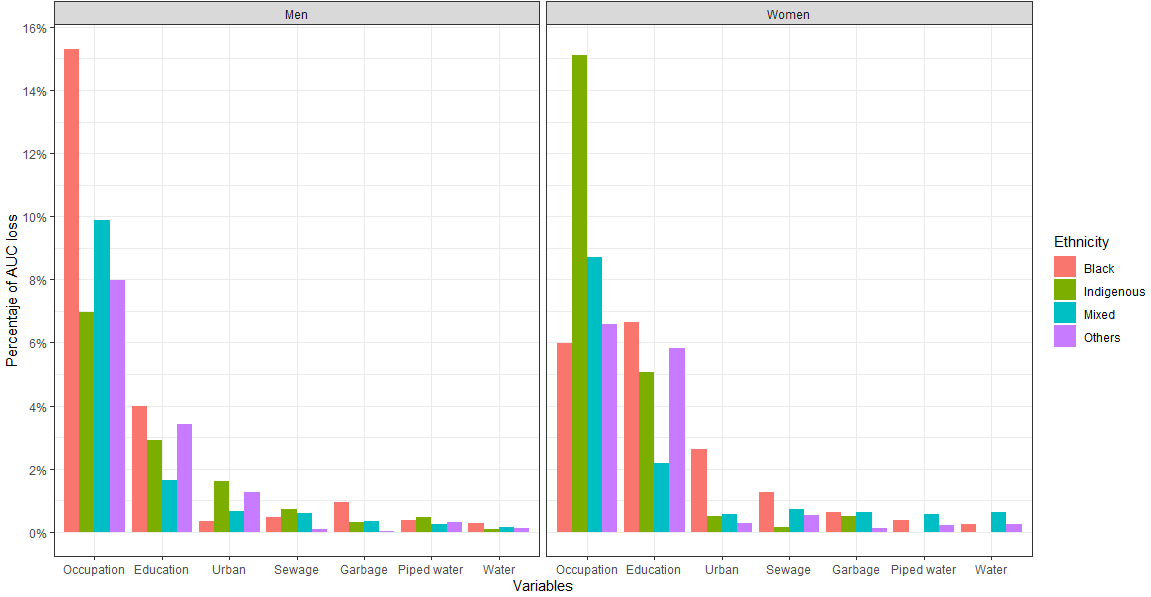 Men
Women
Percentaje of AUC loss
16%
14%
12%
10%
8%
6%
4%
2%
0%
Occupation Education Urban Sewage Garbage Piped water Water
Occupation Education Urban Sewage Garbage Piped water Water
Variables
Ethnicity
Black
Indigenous
Mixed
Others